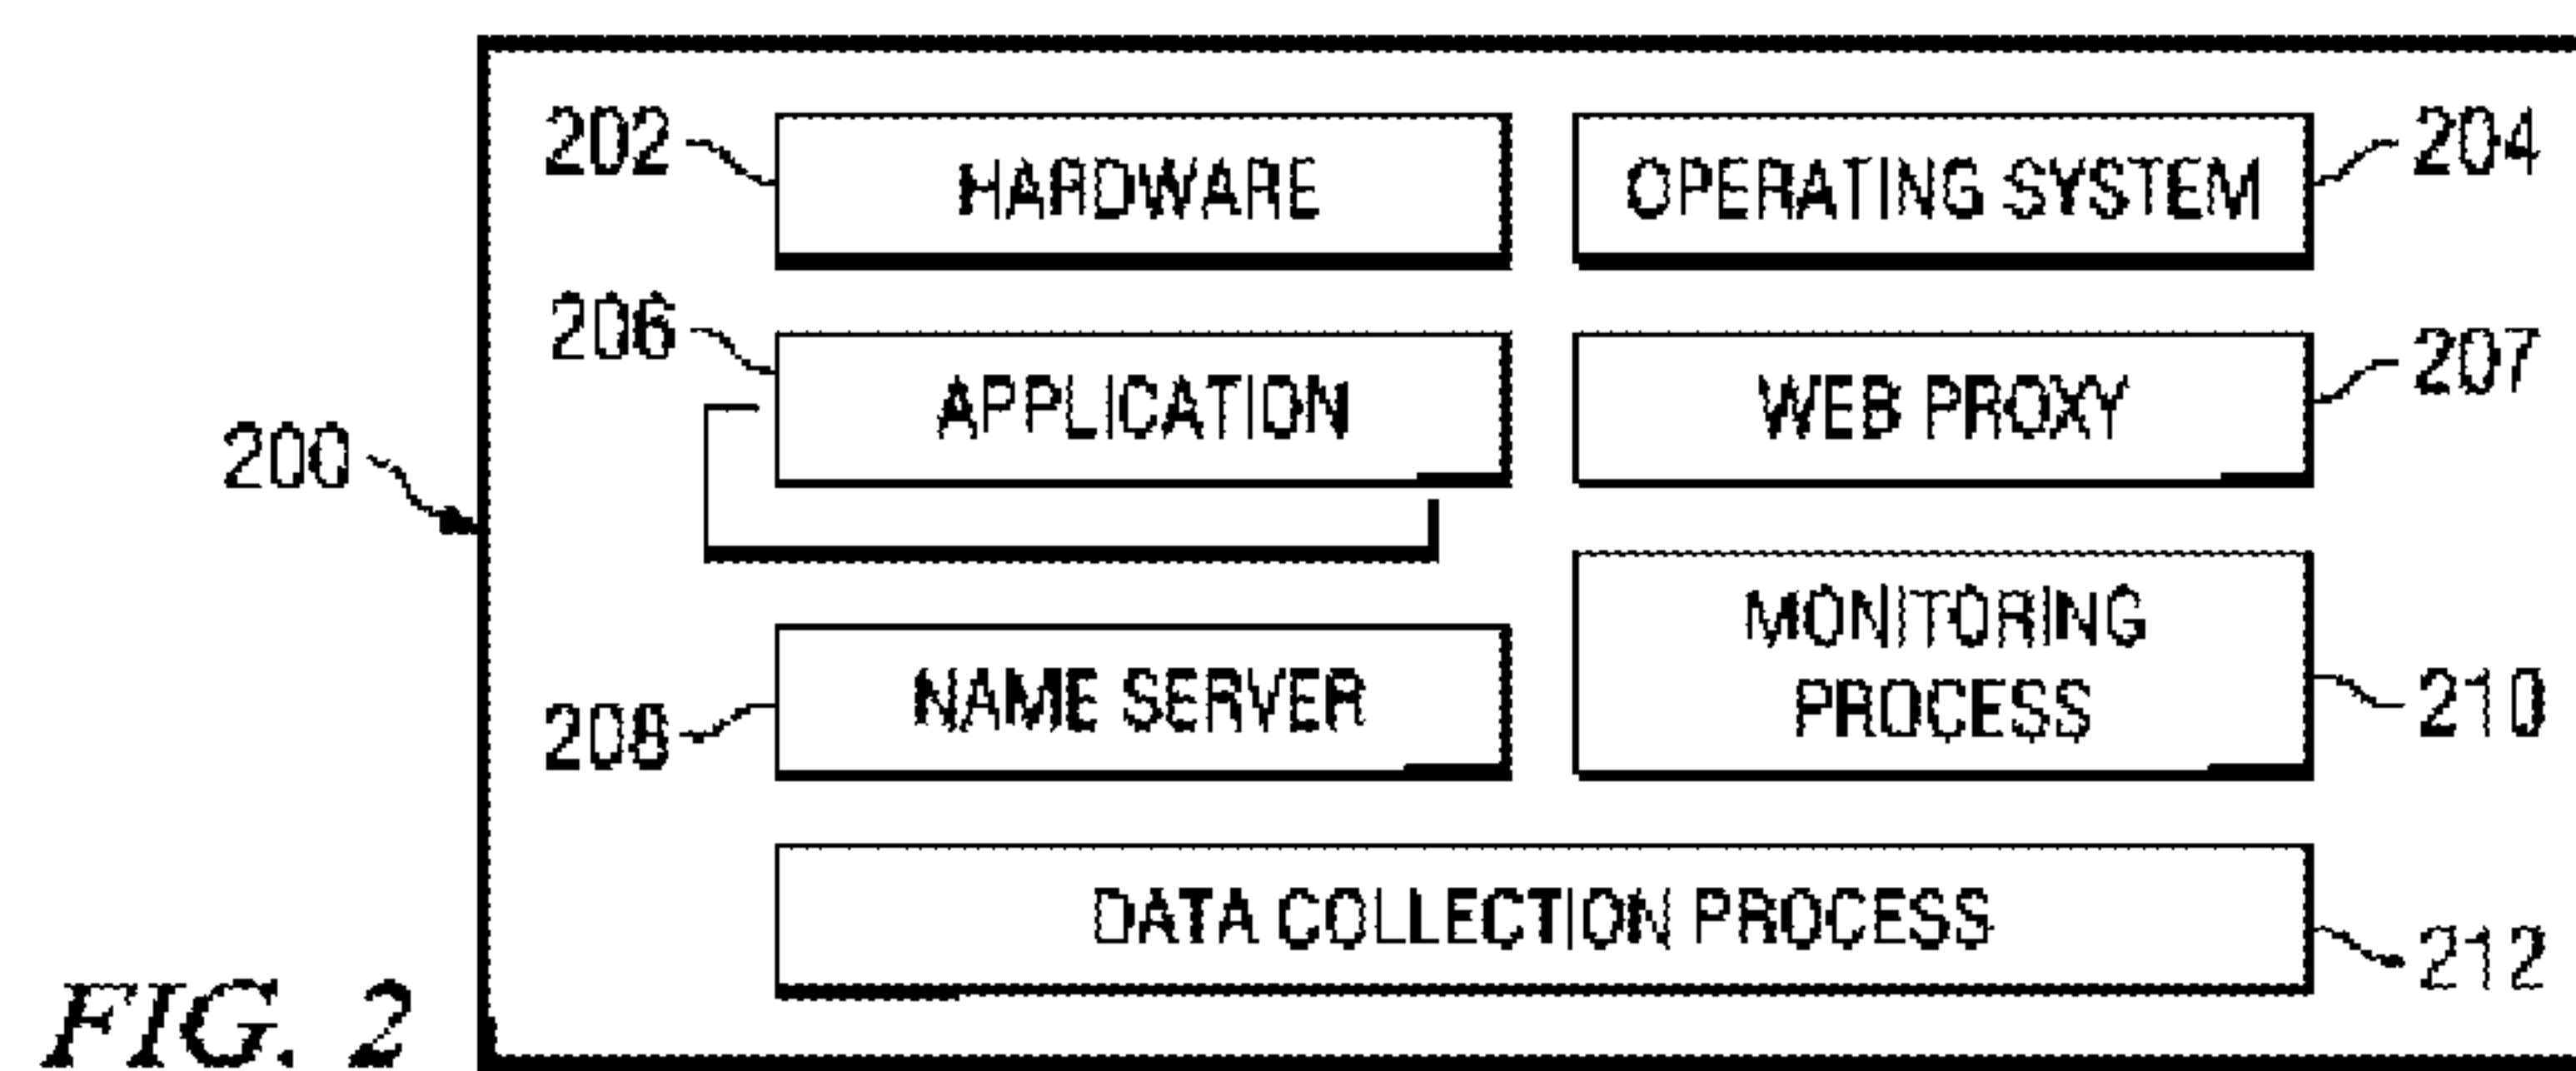 202 HARDWARE OPERATING SYSTEM 204
206 APPLICATION WEB PROXY 207
200
208 NAME SERVER MONITORING PROCESS 210
DATA COLLECTION PROCESS 212
FIG. 2